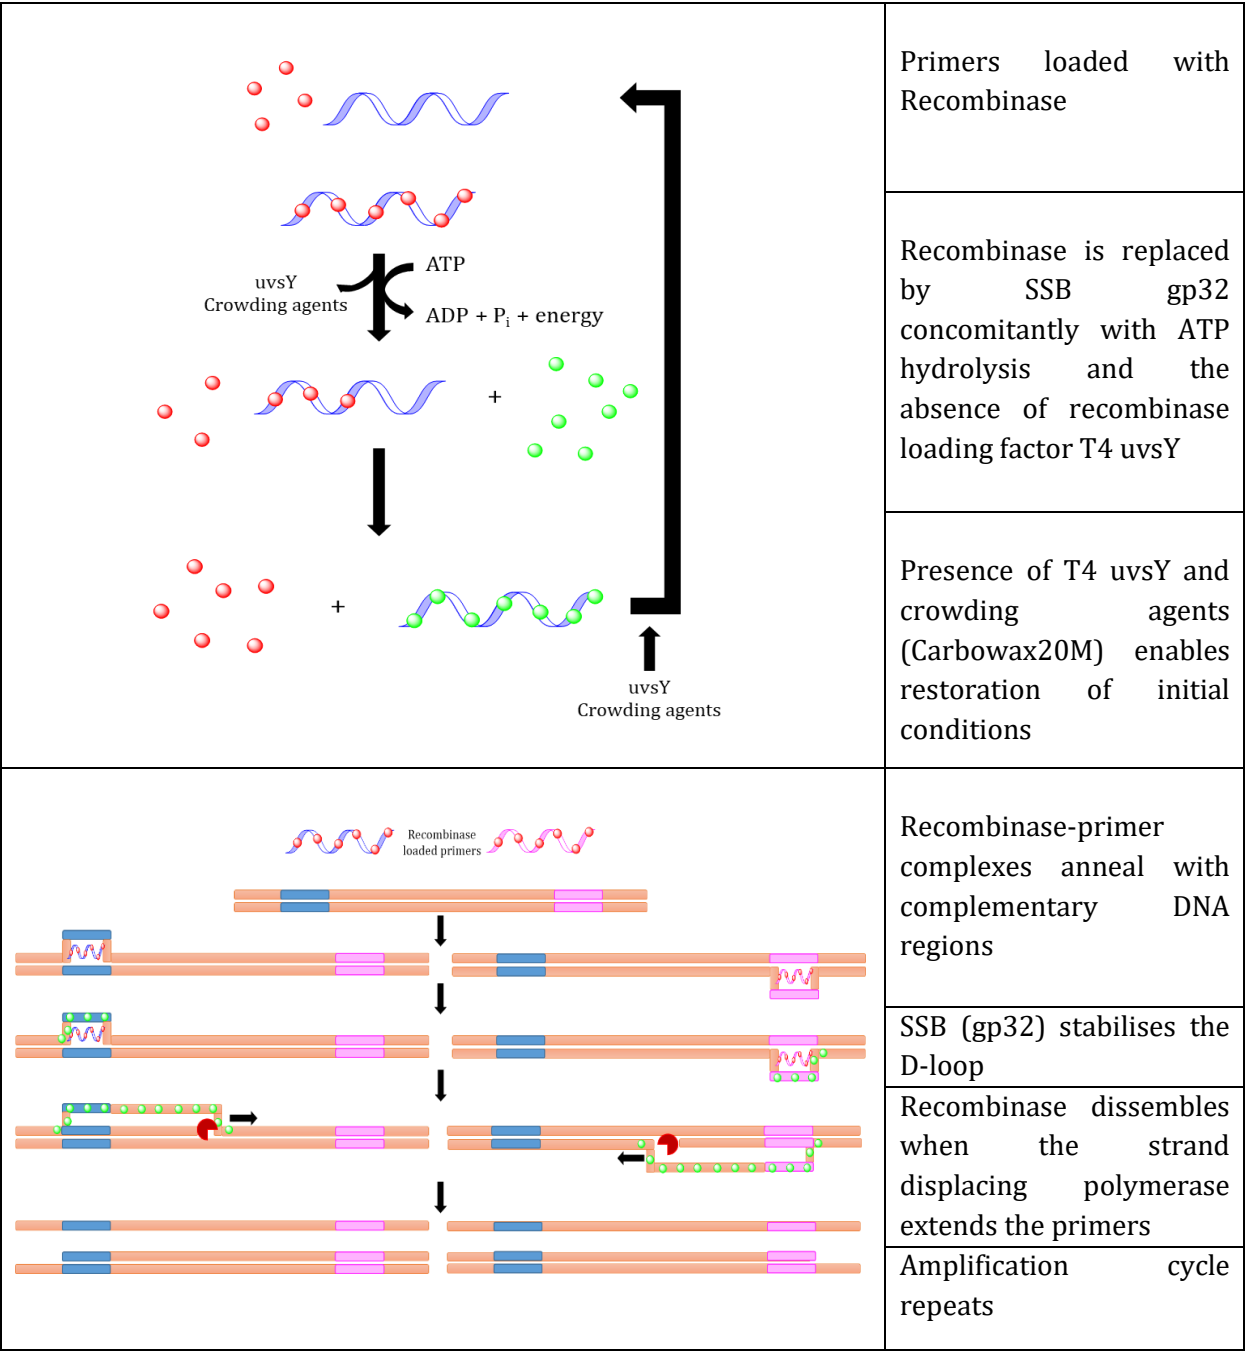 Primers loaded with
Recombinase
ATP
uvsY
Crowding agents
ADP + Pi + energy
+
Recombinase is replaced
by SSB gp32
concomitantly with ATP
hydrolysis and the
absence of recombinase
loading factor T4 uvsY
+
uvsY
Crowding agents
Presence of T4 uvsY and
crowding agents
(Carbowax20M) enables
restoration of initial
conditions
Recombinase
loaded primers
Recombinase-primer
complexes anneal with
complementary DNA
regions
SSB (gp32) stabilises the
D-loop
Recombinase dissembles
when the strand
displacing polymerase
extends the primers
Amplification cycle
repeats